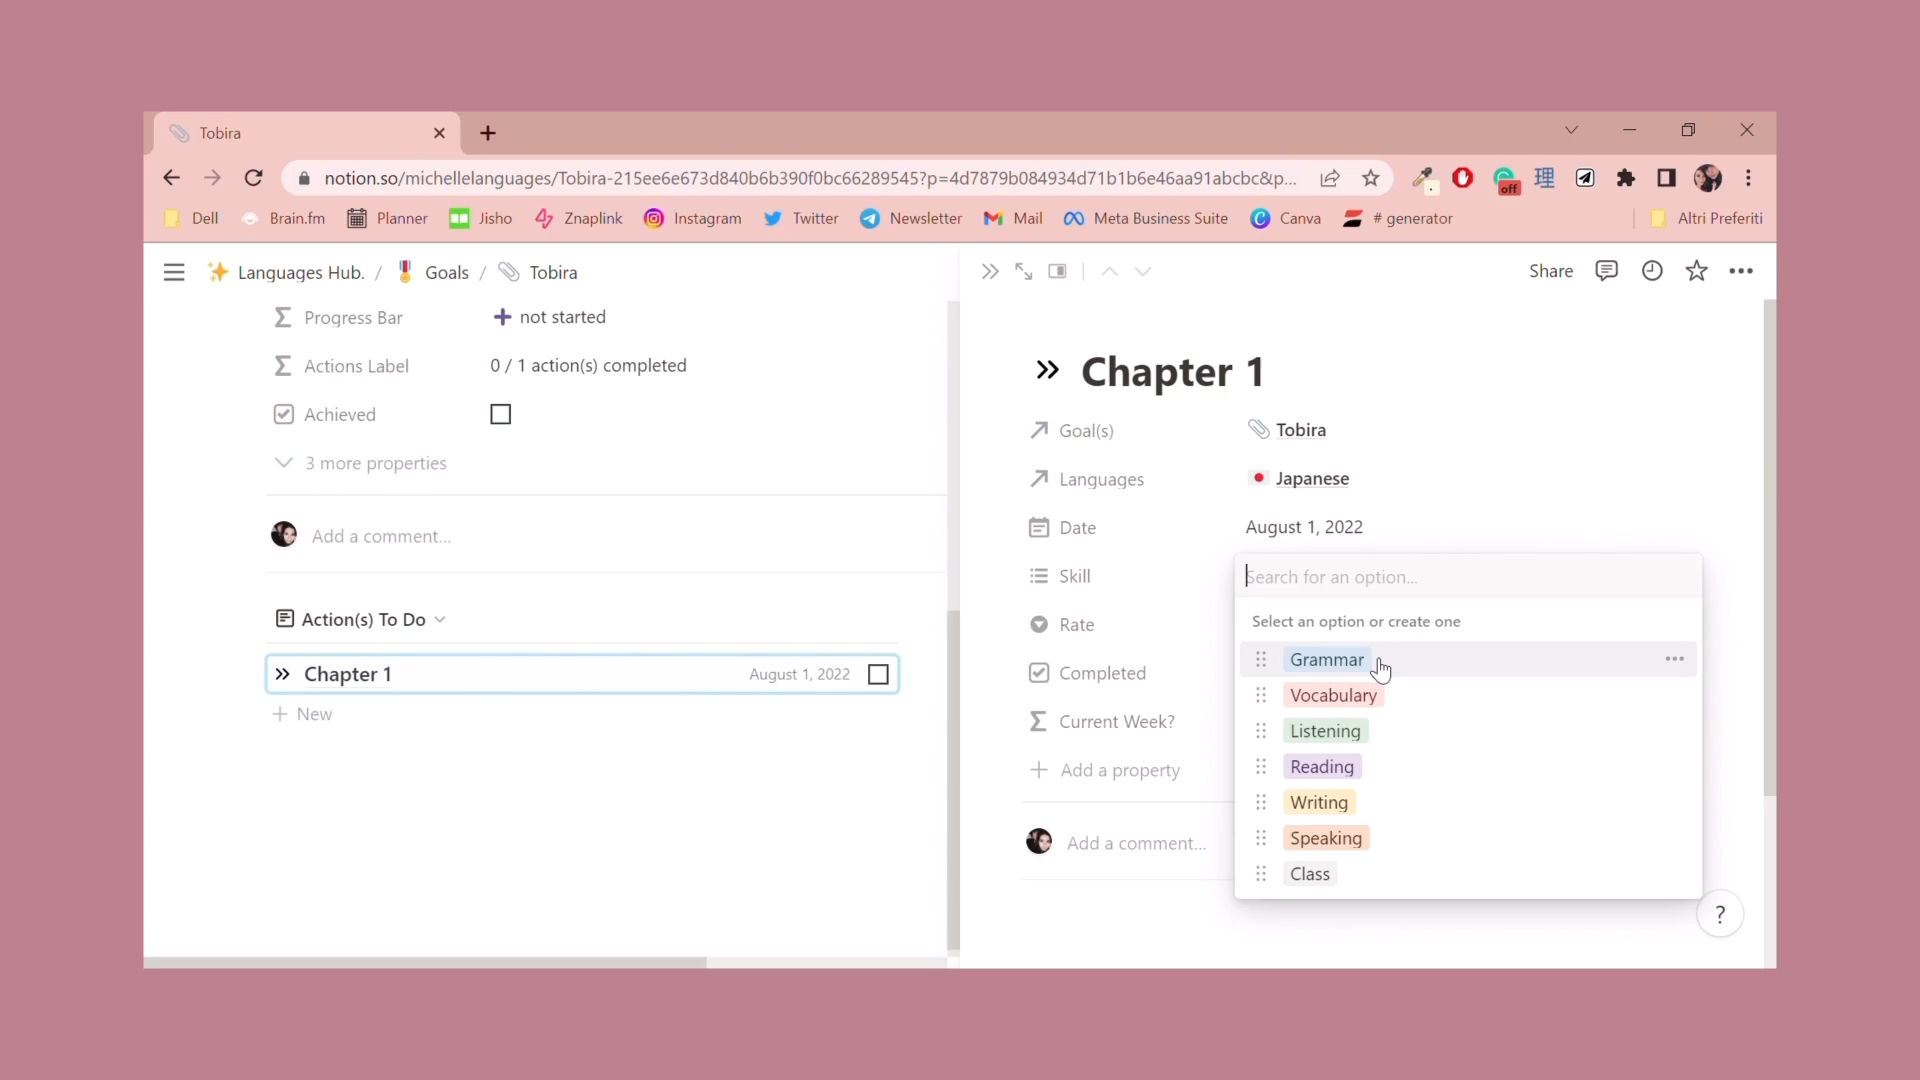 Tobira
notion.so/michellelanguages/Tobira-215ee6e673d840b6b390f0bc66289545?p=4d7879b084934d71b1b6e46aa91abcbc&p...
off
理
Dell
Brain.fm
Planner
Jisho
Znaplink
Instagram
Twitter
Newsletter
Mail
Meta Business Suite
Canva
# generator
Altri Preferiti
Languages Hub. / Goals / Tobira
Progress Bar
not started
Actions Label
0 / 1 action(s) completed
Achieved
3 more properties
Add a comment...
Action(s) To Do
Chapter 1
August 1, 2022
New
Share
Chapter 1
Goal(s)
Tobira
Languages
Japanese
Date
August 1, 2022
Skill
Search for an option...
Select an option or create one
Rate
Grammar
Completed
Vocabulary
Current Week?
Listening
Add a property
Reading
Writing
Add a comment...
Speaking
Class
?